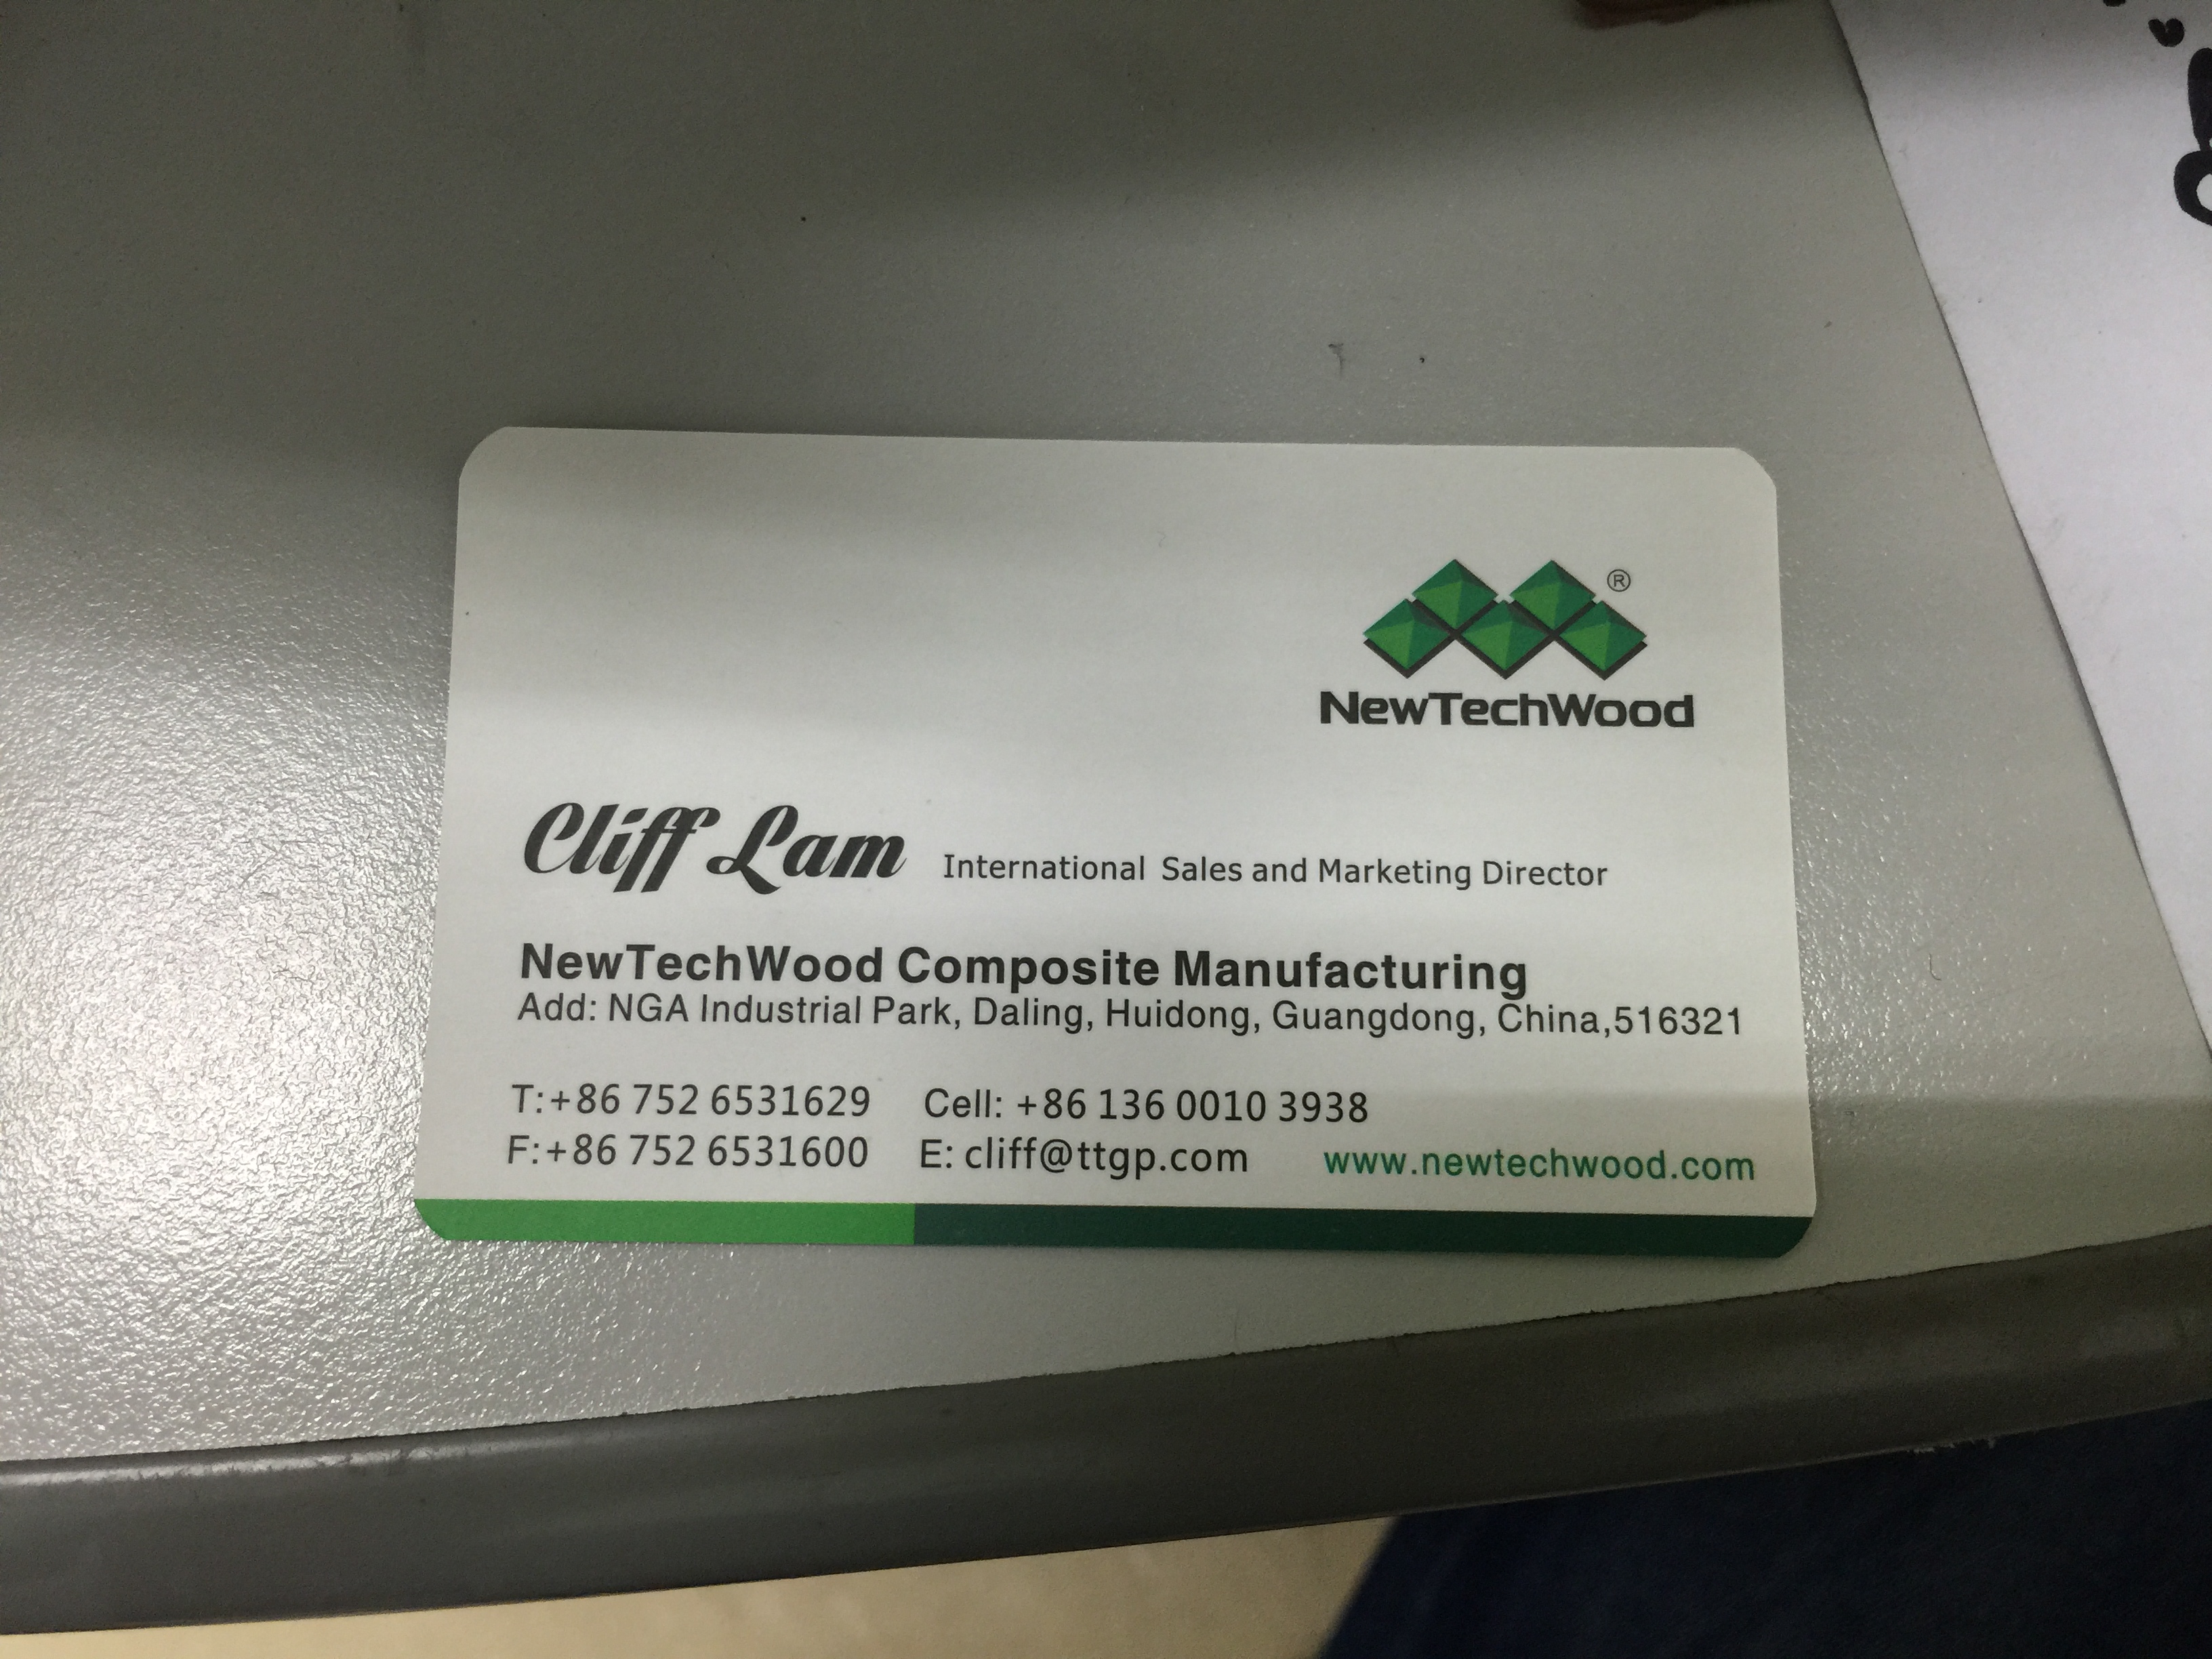 ®
NewTechWood
Cliff Lam International Sales and Marketing Director
NewTechWood Composite Manufacturing
Add: NGA Industrial Park, Daling, Huidong, Guangdong, China,516321
T:+86 752 6531629 Cell: +86 136 0010 3938
F:+86 752 6531600 E: cliff@ttgp.com www.newtechwood.com